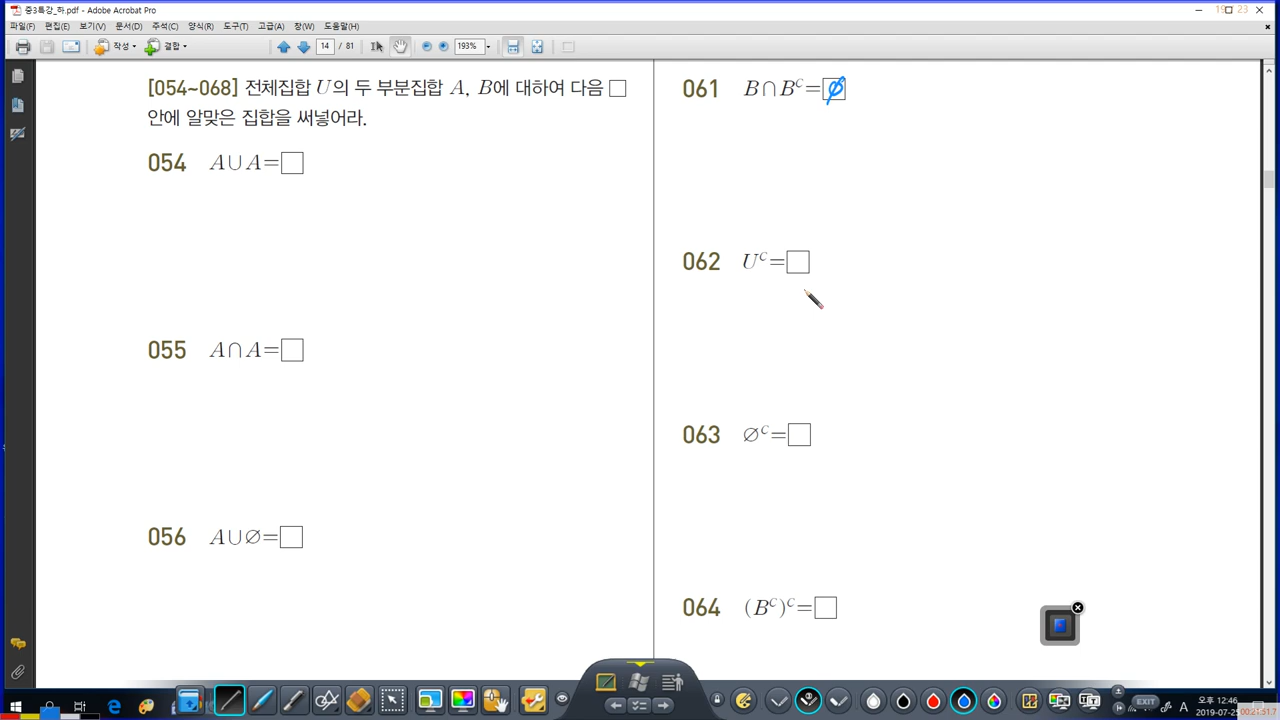 중3특강_하.pdf - Adobe Acrobat Pro
파일(F) 편집(E) 보기(V) 문서(D) 주석(C) 양식(R) 도구(T) 고급(A) 창(W) 도움말(H)
작성 결합 14 / 81 193%
[054~068] 전체집합 U의 두 부분집합 A, B에 대하여 다음 □
안에 알맞은 집합을 써넣어라.
054 A∪A=□
055 A∩A=□
056 A∪∅=□
061 B∩Bᶜ=∅
062 Uᶜ=□
063 ∅ᶜ=□
064 (Bᶜ)ᶜ=□
EXIT
A
오후 12:46
2019-07-25